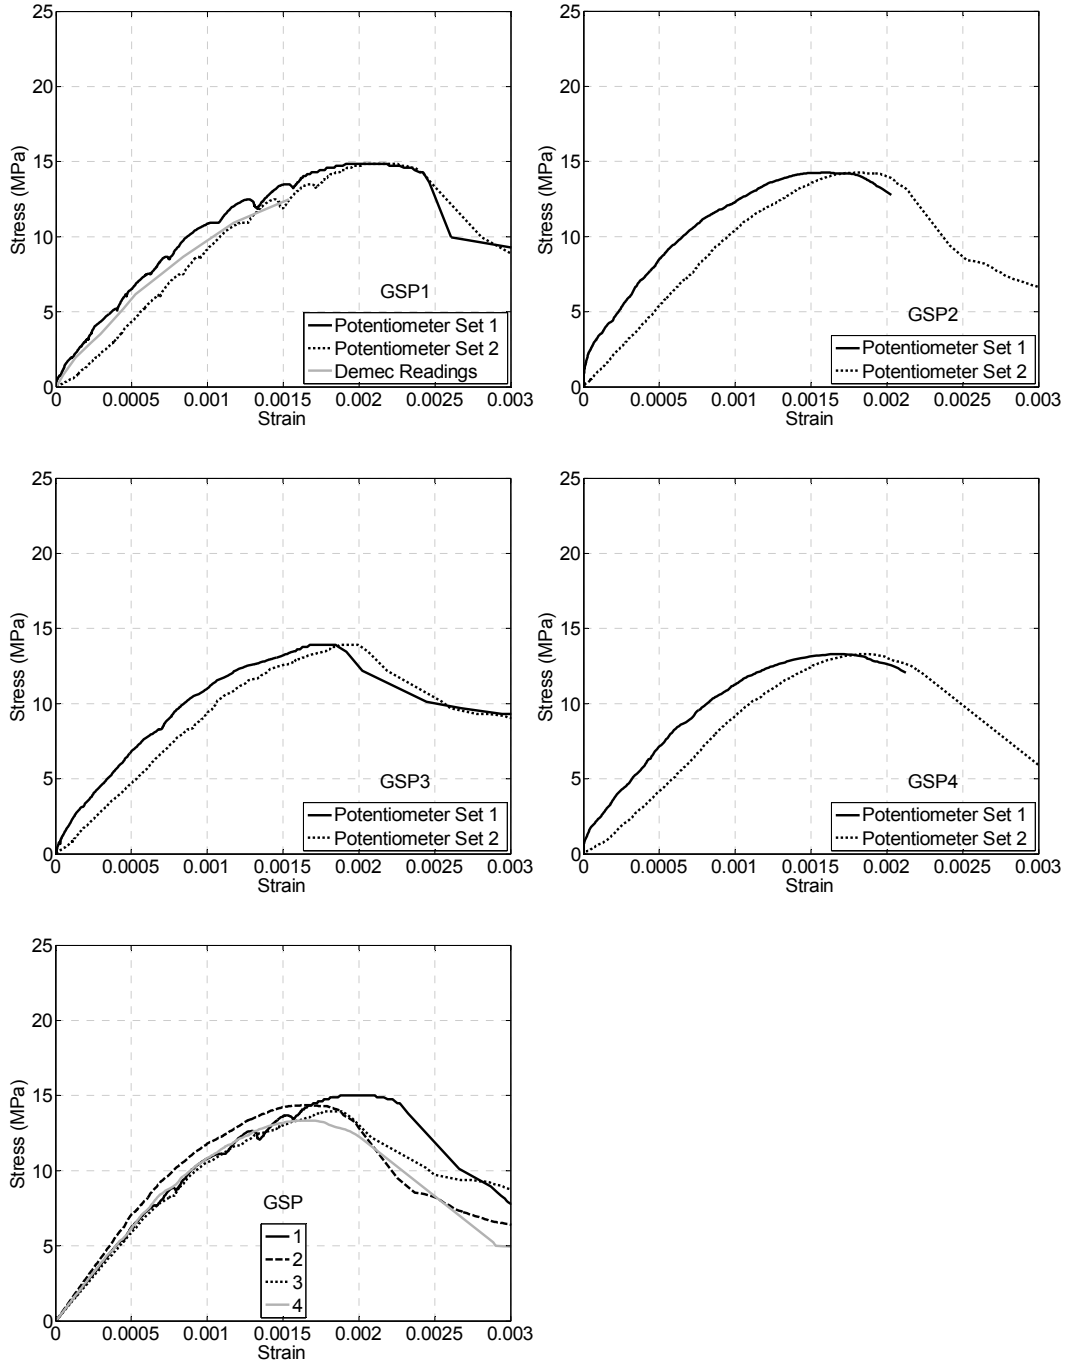 25
20
15
10
5
0
Stress (MPa)
0 0.0005 0.001 0.0015 0.002 0.0025 0.003
Strain
GSP1
Potentiometer Set 1
Potentiometer Set 2
Demec Readings
25
20
15
10
5
0
Stress (MPa)
0 0.0005 0.001 0.0015 0.002 0.0025 0.003
Strain
GSP2
Potentiometer Set 1
Potentiometer Set 2
25
20
15
10
5
0
Stress (MPa)
0 0.0005 0.001 0.0015 0.002 0.0025 0.003
Strain
GSP3
Potentiometer Set 1
Potentiometer Set 2
25
20
15
10
5
0
Stress (MPa)
0 0.0005 0.001 0.0015 0.002 0.0025 0.003
Strain
GSP4
Potentiometer Set 1
Potentiometer Set 2
25
20
15
10
5
0
Stress (MPa)
0 0.0005 0.001 0.0015 0.002 0.0025 0.003
Strain
GSP
1
2
3
4